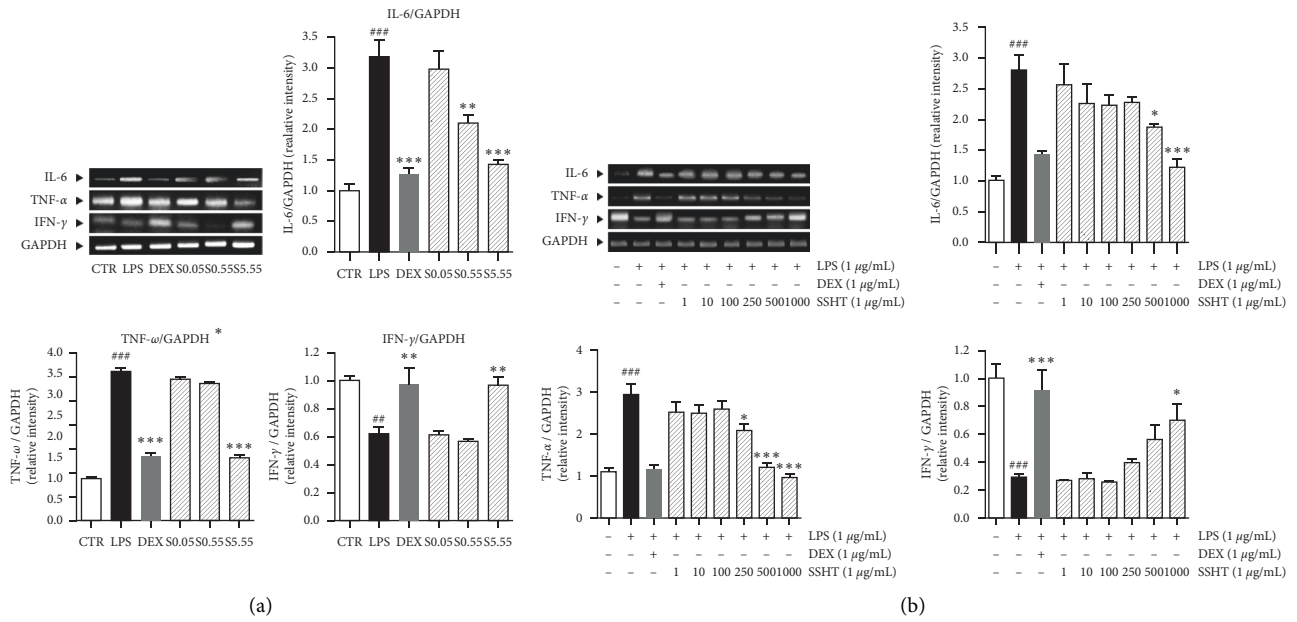 IL-6
TNF-α
IFN-γ
GAPDH
CTR LPS DEX S0.05 S0.55 S5.55
IL-6/GAPDH
IL-6/GAPDH (realative intensity)
3.5
3.0
2.5
2.0
1.5
1.0
0.5
0.0
###
***
**
***
TNF-ω/GAPDH *
TNF-ω / GAPDH
(relative intensity)
4.0
3.5
3.0
2.5
2.0
1.5
1.0
0.5
0.0
###
***
***
CTR LPS DEX S0.05 S0.55 S5.55
IFN-γ/GAPDH
IFN-γ / GAPDH
(relative intensity)
1.2
1.0
0.8
0.6
0.4
0.2
0.0
##
**
**
CTR LPS DEX S0.05 S0.55 S5.55
(a)
IL-6
TNF-α
IFN-γ
GAPDH
– + + + + + + + + LPS (1 μg/mL)
– – + – – – – – – DEX (1 μg/mL)
– – – 1 10 100 250 500 1000 SSHT (1 μg/mL)
IL-6/GAPDH (realative intensity)
3.5
3.0
2.5
2.0
1.5
1.0
0.5
0.0
###
*
***
– + + + + + + + + LPS (1 μg/mL)
– – + – – – – – – DEX (1 μg/mL)
– – – 1 10 100 250 500 1000 SSHT (1 μg/mL)
TNF-α / GAPDH
(relative intensity)
4
3
2
1
0
###
*
***
***
– + + + + + + + + LPS (1 μg/mL)
– – + – – – – – – DEX (1 μg/mL)
– – – 1 10 100 250 500 1000 SSHT (1 μg/mL)
IFN-γ / GAPDH
(relative intensity)
1.2
1.0
0.8
0.6
0.4
0.2
0.0
###
***
*
– + + + + + + + + LPS (1 μg/mL)
– – + – – – – – – DEX (1 μg/mL)
– – – 1 10 100 250 500 1000 SSHT (1 μg/mL)
(b)